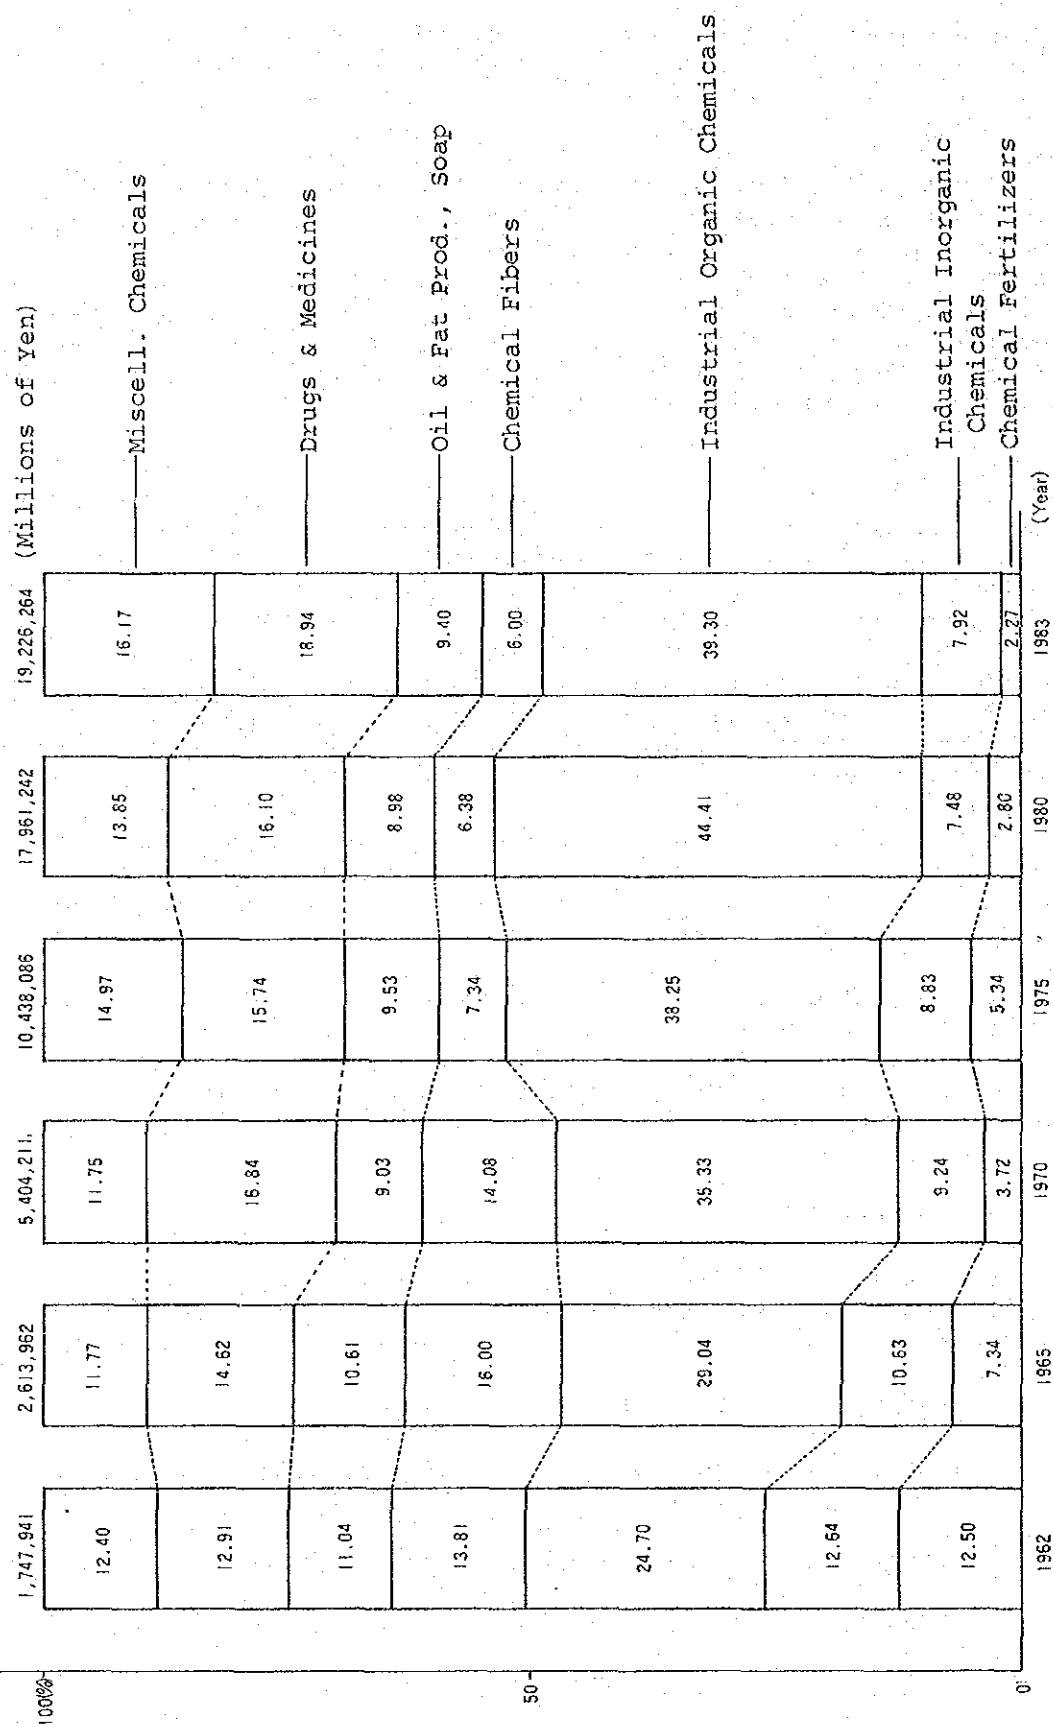 (Millions of Yen)
1,747,941 2,613,962 5,404,211 10,438,086 17,961,242 19,226,264
100(%)
50
0
12.40 11.77 11.75 14.97 13.85 16.17 Miscell. Chemicals
12.91 14.62 16.84 15.74 16.10 18.94 Drugs & Medicines
11.04 10.61 9.03 9.53 8.98 9.40 Oil & Fat Prod., Soap
13.81 16.00 14.08 7.34 6.38 6.00 Chemical Fibers
24.70 29.04 35.33 38.25 44.41 39.30 Industrial Organic Chemicals
12.64 10.63 9.24 8.83 7.48 7.92 Industrial Inorganic
Chemicals
12.50 7.34 3.72 5.34 2.80 2.27 Chemical Fertilizers
1962 1965 1970 1975 1980 1983 (Year)